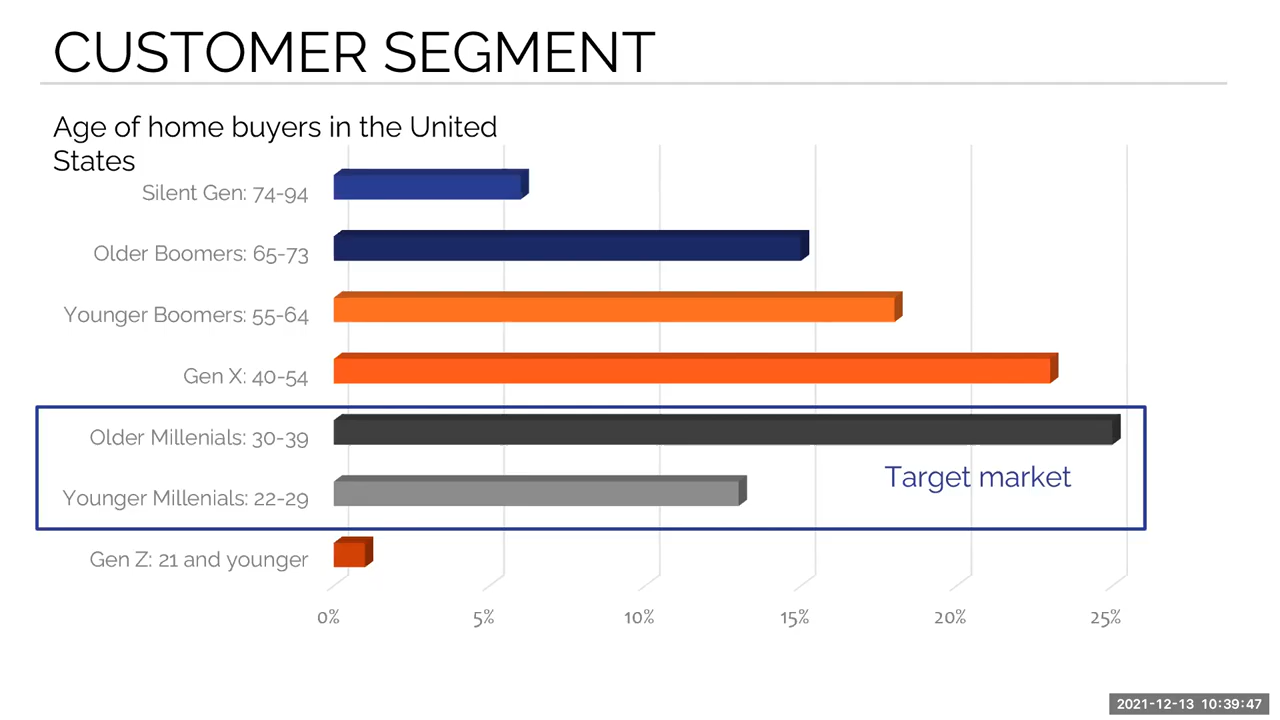 CUSTOMER SEGMENT
Age of home buyers in the United
States
Silent Gen: 74-94
Older Boomers: 65-73
Younger Boomers: 55-64
Gen X: 40-54
Older Millenials: 30-39
Target market
Younger Millenials: 22-29
Gen Z: 21 and younger
0% 5% 10% 15% 20% 25%
2021-12-13 10:39:47